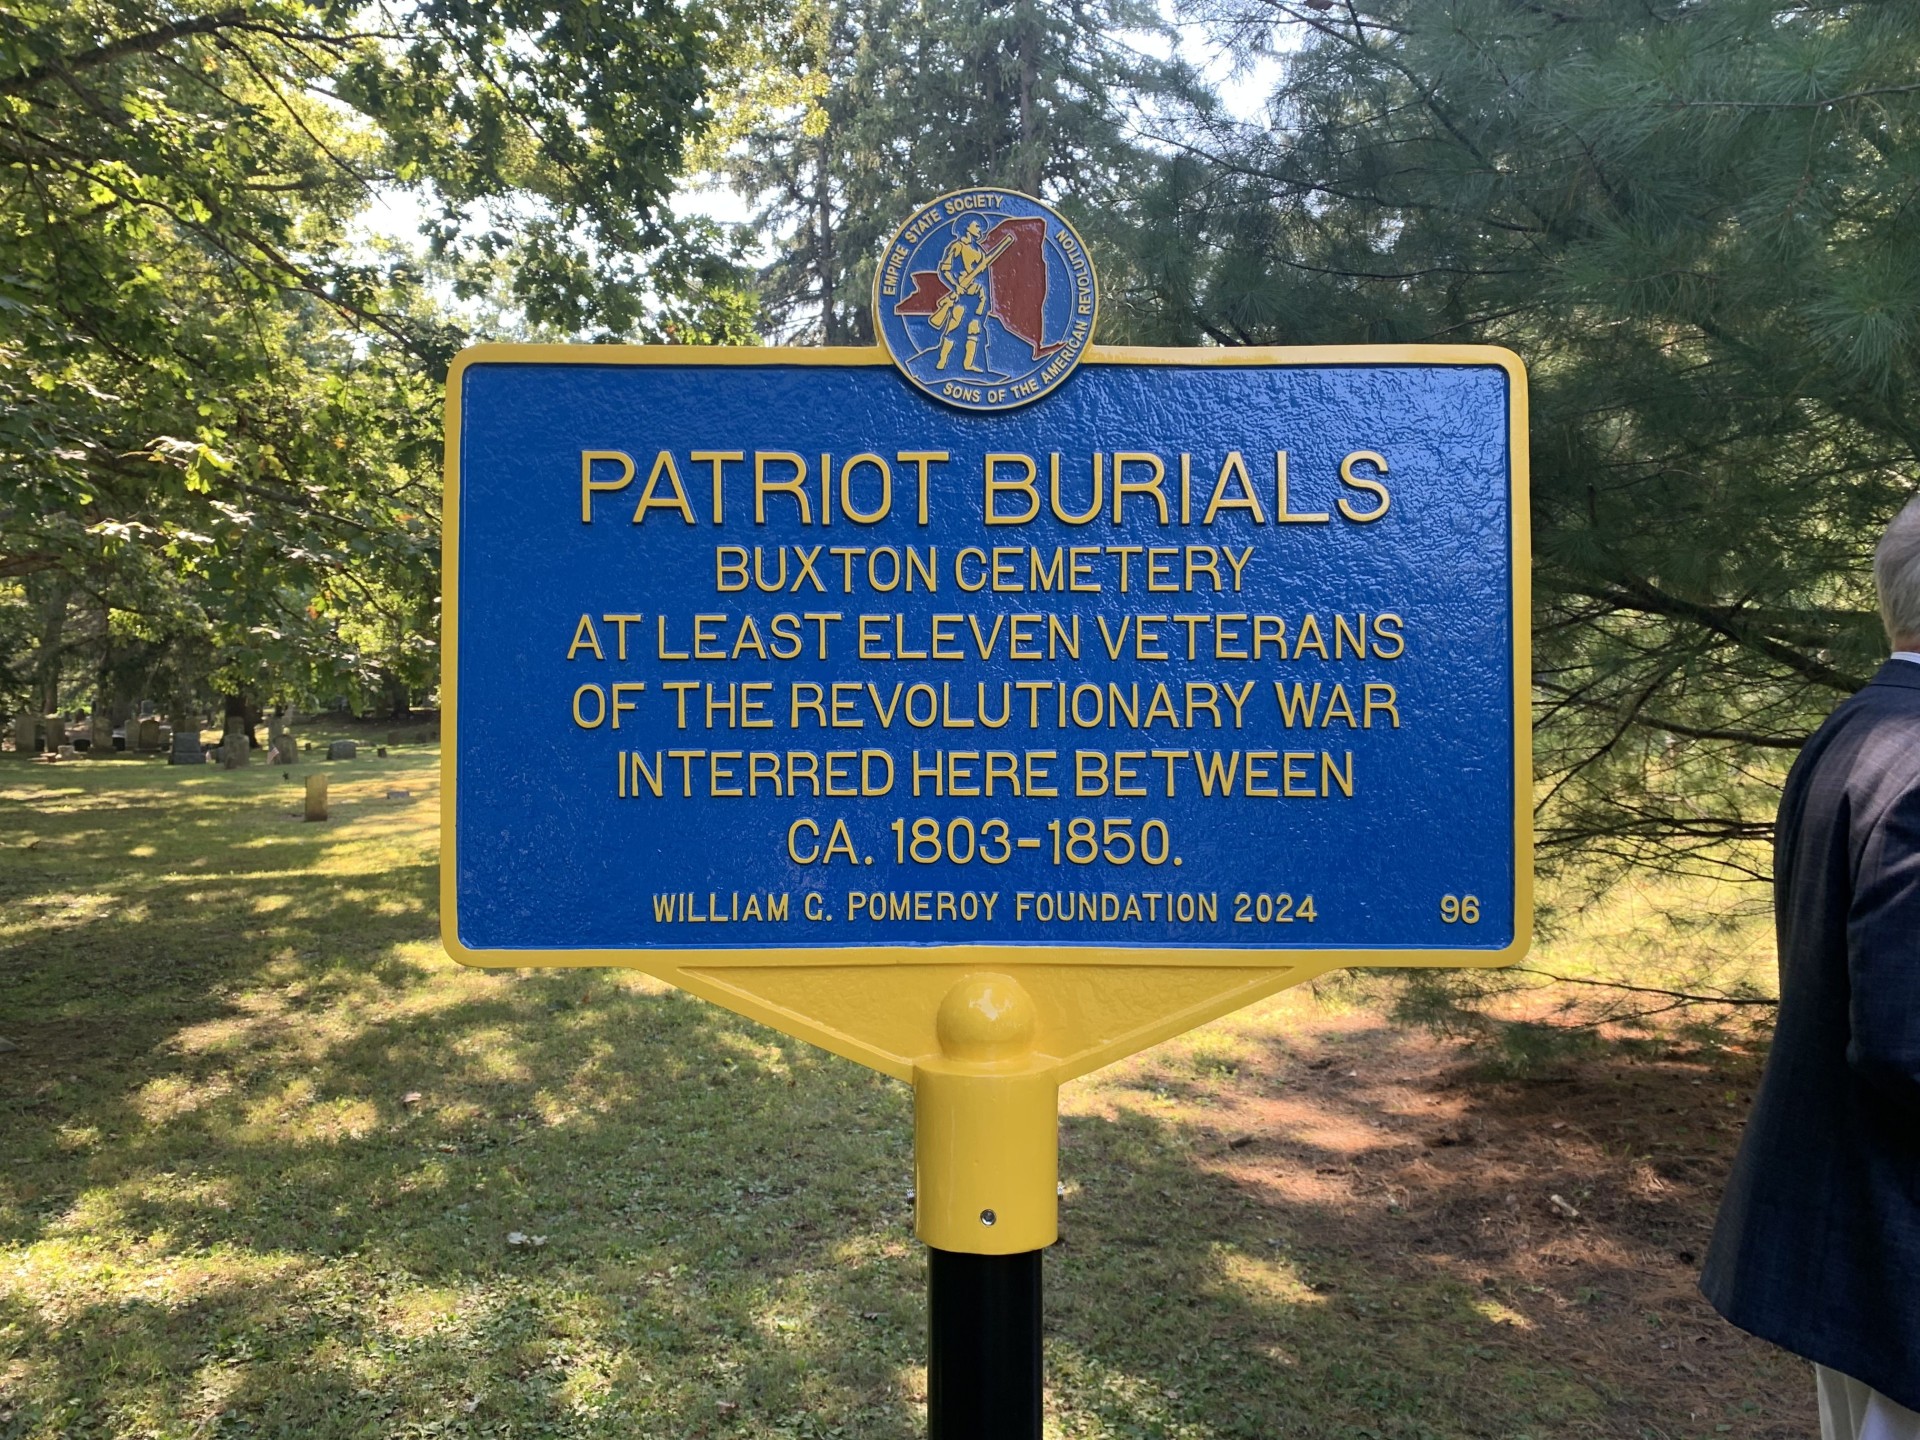 EMPIRE STATE SOCIETY
SONS OF THE AMERICAN REVOLUTION
PATRIOT BURIALS
BUXTON CEMETERY
AT LEAST ELEVEN VETERANS
OF THE REVOLUTIONARY WAR
INTERRED HERE BETWEEN
CA. 1803-1850.
WILLIAM G. POMEROY FOUNDATION 2024 96